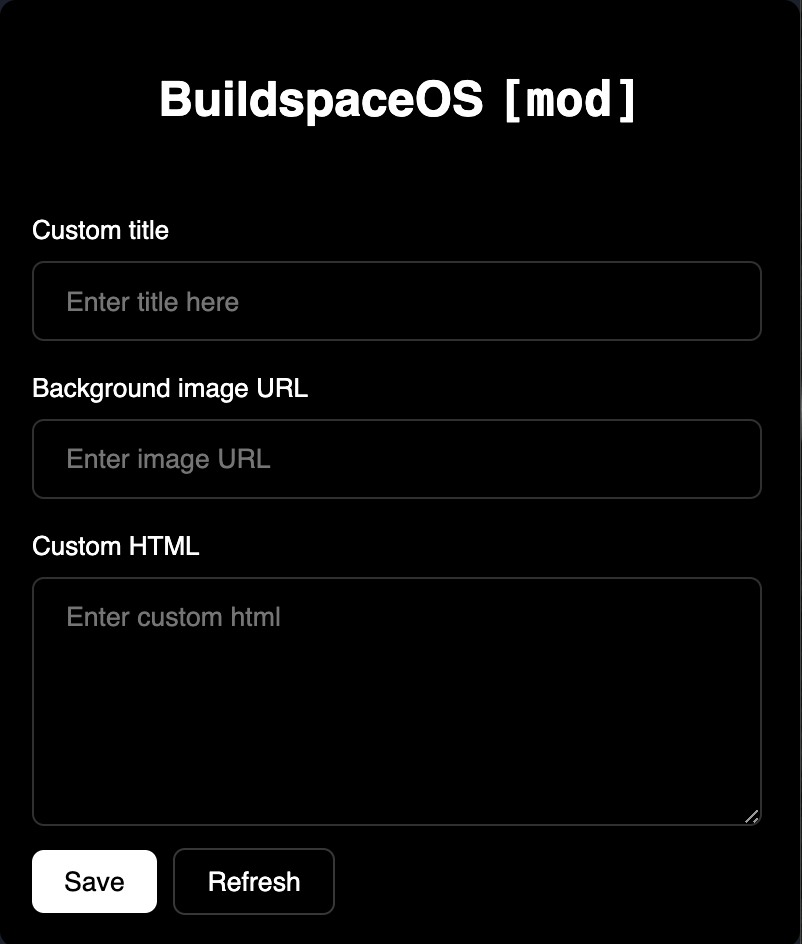 BuildspaceOS [mod]
Custom title
Enter title here
Background image URL
Enter image URL
Custom HTML
Enter custom html
Save Refresh